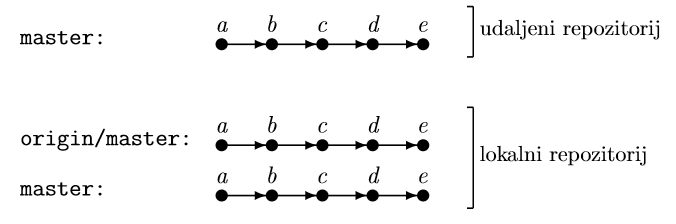 a b c d e
master: udaljeni repozitorij
a b c d e
origin/master:
lokalni repozitorij
a b c d e
master: